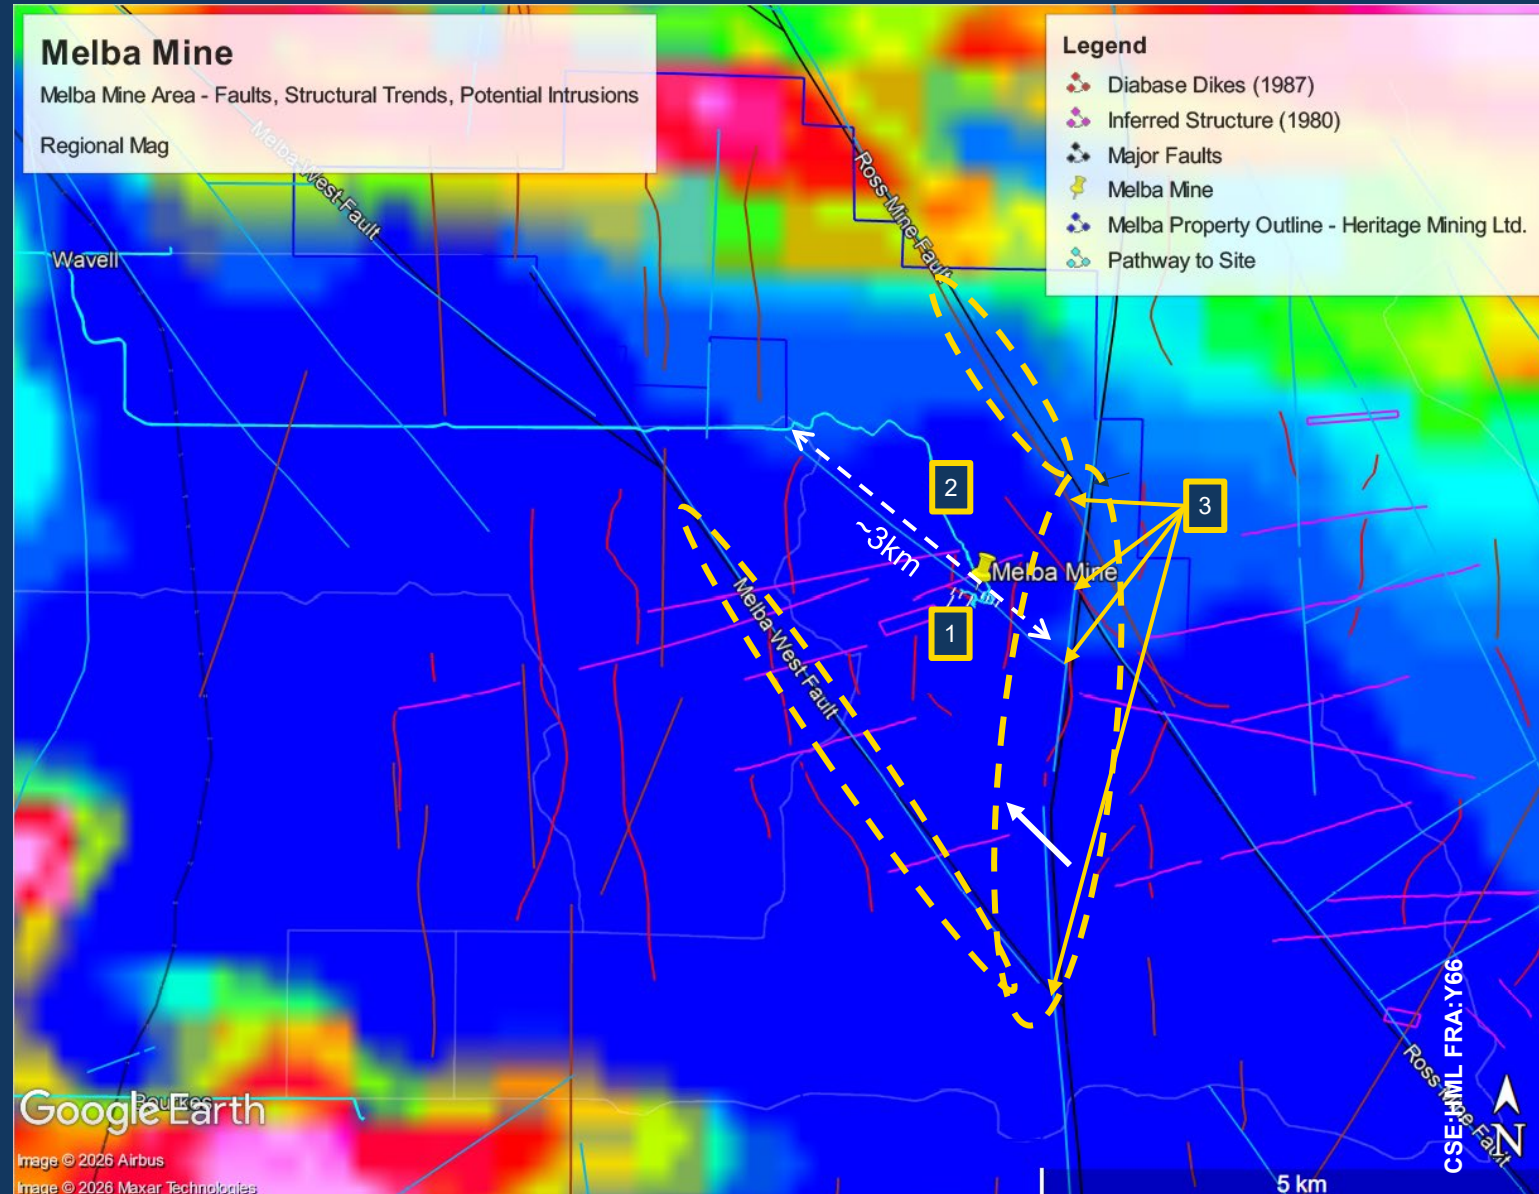 Melba Mine
Melba Mine Area - Faults, Structural Trends, Potential Intrusions
Regional Mag
Legend
Diabase Dikes (1987)
Inferred Structure (1980)
Major Faults
Melba Mine
Melba Property Outline - Heritage Mining Ltd.
Pathway to Site
Melba-West Fault
Ross-Mine-Fault
Wavell
2
3
~3km
Melba Mine
1
Melba-West-Fault
Ross-Mine-Fault
CSE:HML FRA:Y66
N
Google Earth
Image © 2026 Airbus
Image © 2026 Maxar Technologies
5 km